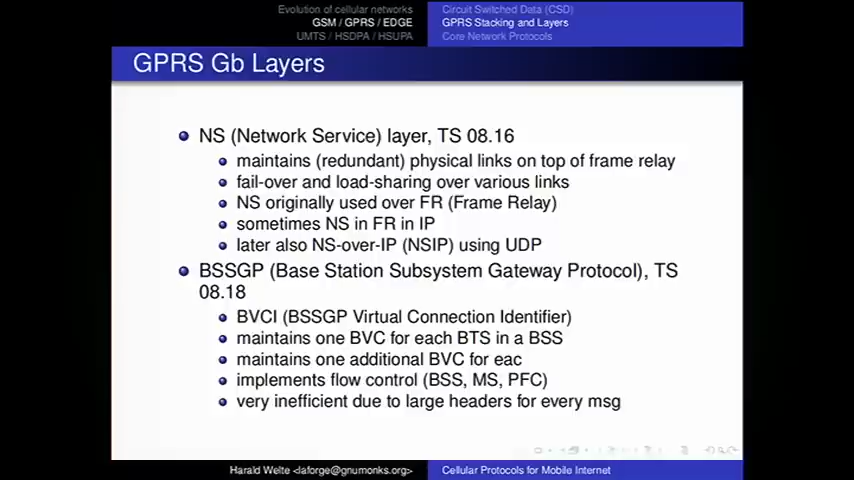 Evolution of cellular networks
GSM / GPRS / EDGE
UMTS / HSDPA / HSUPA
Circuit Switched Data (CSD)
GPRS Stacking and Layers
Core Network Protocols
GPRS Gb Layers
NS (Network Service) layer, TS 08.16
maintains (redundant) physical links on top of frame relay
fail-over and load-sharing over various links
NS originally used over FR (Frame Relay)
sometimes NS in FR in IP
later also NS-over-IP (NSIP) using UDP
BSSGP (Base Station Subsystem Gateway Protocol), TS
08.18
BVCI (BSSGP Virtual Connection Identifier)
maintains one BVC for each BTS in a BSS
maintains one additional BVC for eac
implements flow control (BSS, MS, PFC)
very inefficient due to large headers for every msg
Harald Welte <laforge@gnumonks.org>
Cellular Protocols for Mobile Internet